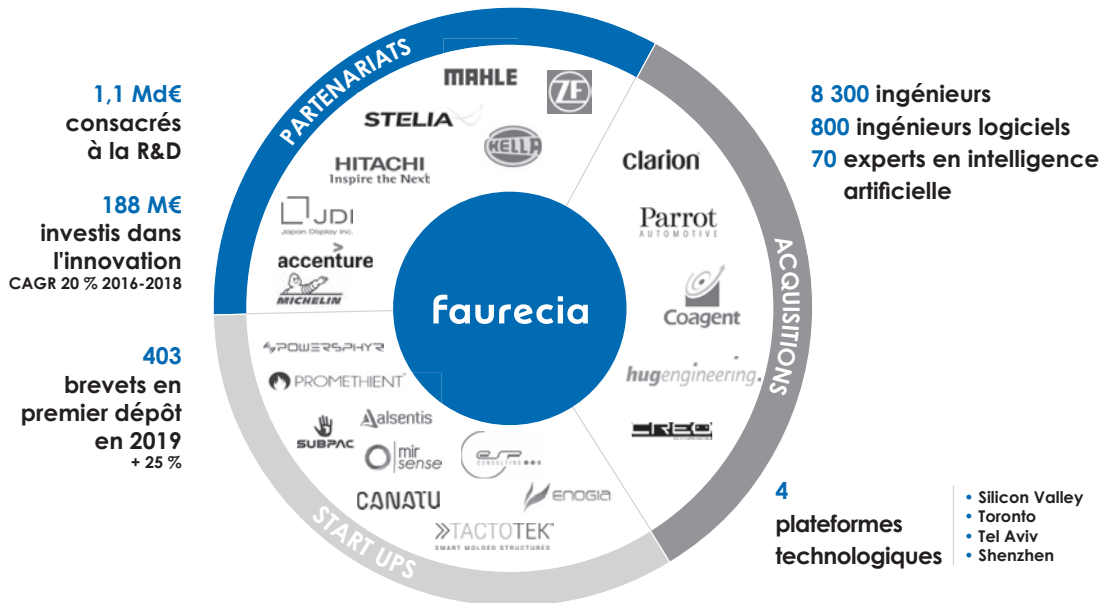 1,1 Md€
consacrés
à la R&D
188 M€
investis dans
l'innovation
CAGR 20 % 2016-2018
403
brevets en
premier dépôt
en 2019
+ 25 %
PARTENARIATS
MAHLE
ZF
STELIA
HELLA
HITACHI
Inspire the Next
JDI
Japan Display Inc.
accenture
MICHELIN
faurecia
ACQUISITIONS
clarion
Parrot
AUTOMOTIVE
Coagent
hugengineering.
CREO
START UPS
POWERSPHYR
PROMETHIENT
SUBPAC
alsentis
mir
sense
esp
CONSULTING
CANATU
ENOGIA
TACTOTEK™
SMART MOLDED STRUCTURES
8 300 ingénieurs
800 ingénieurs logiciels
70 experts en intelligence
artificielle
4
plateformes
technologiques
• Silicon Valley
• Toronto
• Tel Aviv
• Shenzhen